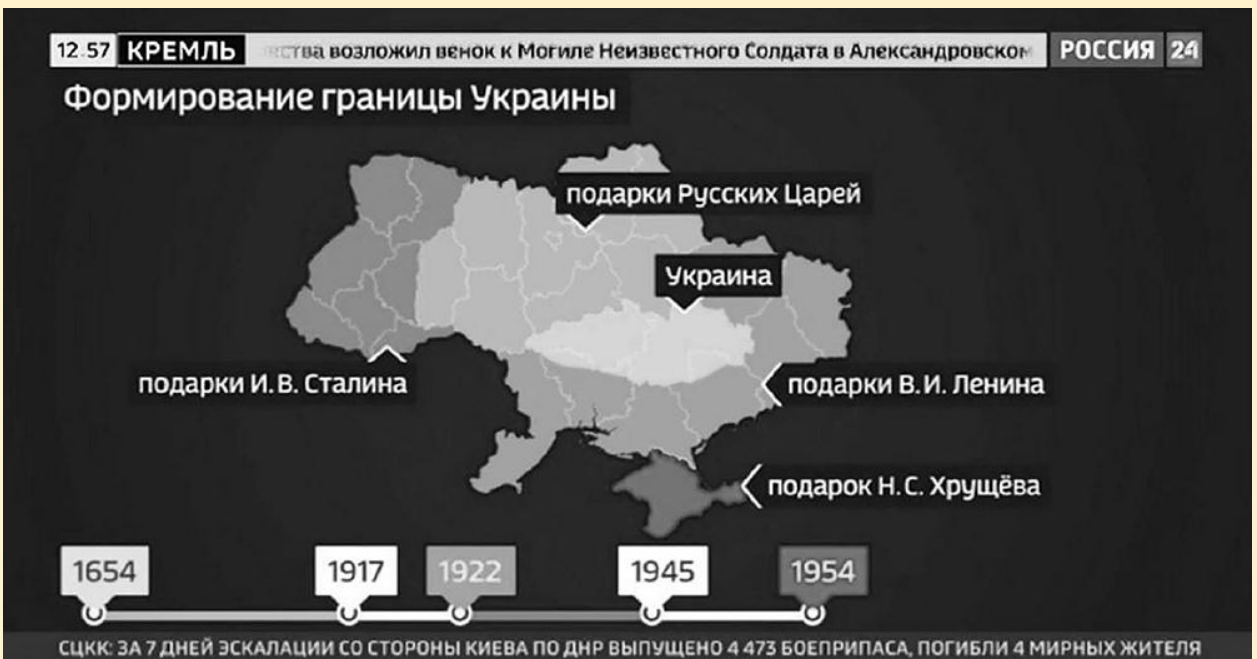 12 57 КРЕМЛЬ ства возложил венок к Могиле Неизвестного Солдата в Александровском РОССИЯ 24
Формирование границы Украины
подарки Русских Царей
Украина
подарки И. В. Сталина
подарки В. И. Ленина
подарок Н. С. Хрущёва
1654 1917 1922 1945 1954
СЦКК: ЗА 7 ДНЕЙ ЭСКАЛАЦИИ СО СТОРОНЫ КИЕВА ПО ДНР ВЫПУЩЕНО 4 473 БОЕПРИПАСА, ПОГИБЛИ 4 МИРНЫХ ЖИТЕЛЯ